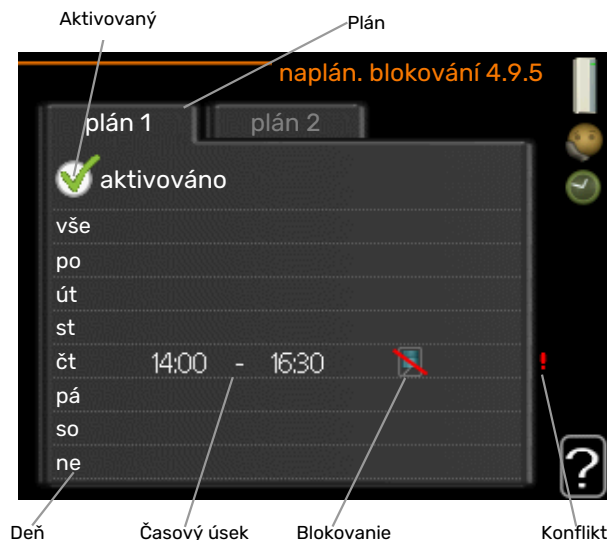 Aktivovaný
Plán
naplán. blokování 4.9.5
plán 1
plán 2
aktivováno
vše
po
út
st
čt 14:00 - 16:30 !
pá
so
ne
?
Deň
Časový úsek
Blokovanie
Konflikt